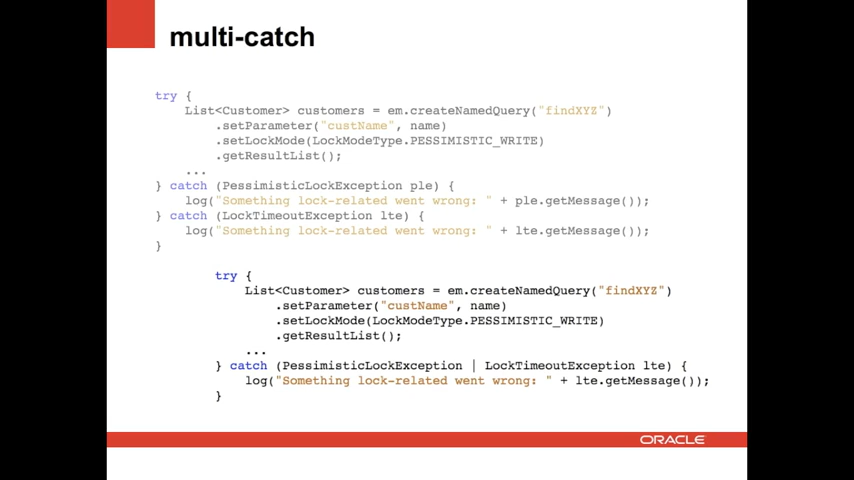 multi-catch
try {
List<Customer> customers = em.createNamedQuery("findXYZ")
.setParameter("custName", name)
.setLockMode(LockModeType.PESSIMISTIC_WRITE)
.getResultList();
...
} catch (PessimisticLockException ple) {
log("Something lock-related went wrong: " + ple.getMessage());
} catch (LockTimeoutException lte) {
log("Something lock-related went wrong: " + lte.getMessage());
}
try {
List<Customer> customers = em.createNamedQuery("findXYZ")
.setParameter("custName", name)
.setLockMode(LockModeType.PESSIMISTIC_WRITE)
.getResultList();
...
} catch (PessimisticLockException | LockTimeoutException lte) {
log("Something lock-related went wrong: " + lte.getMessage());
}
ORACLE